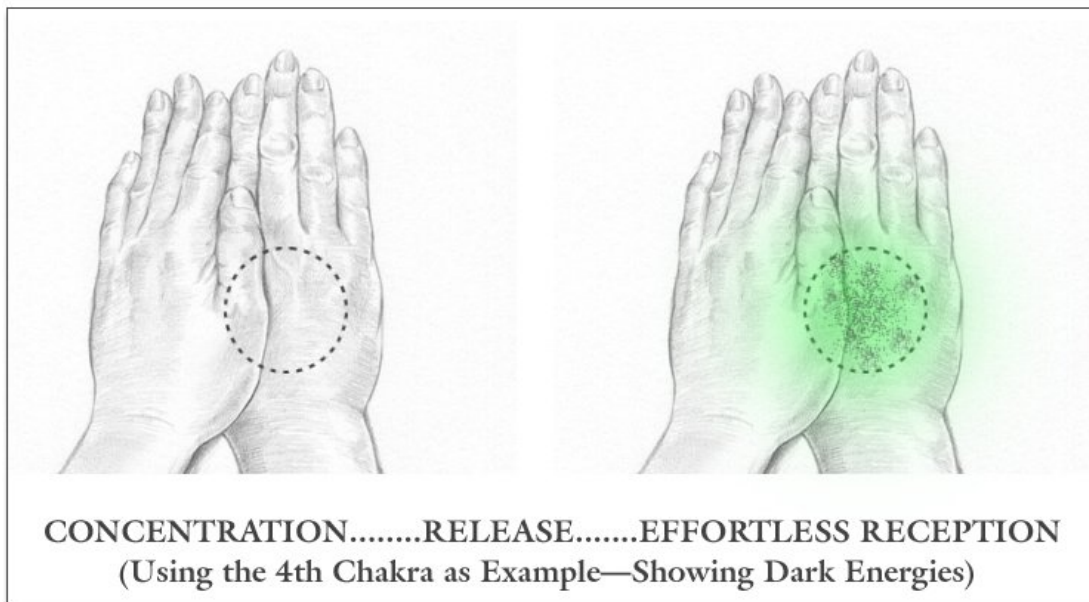 CONCENTRATION........RELEASE.......EFFORTLESS RECEPTION
(Using the 4th Chakra as Example—Showing Dark Energies)